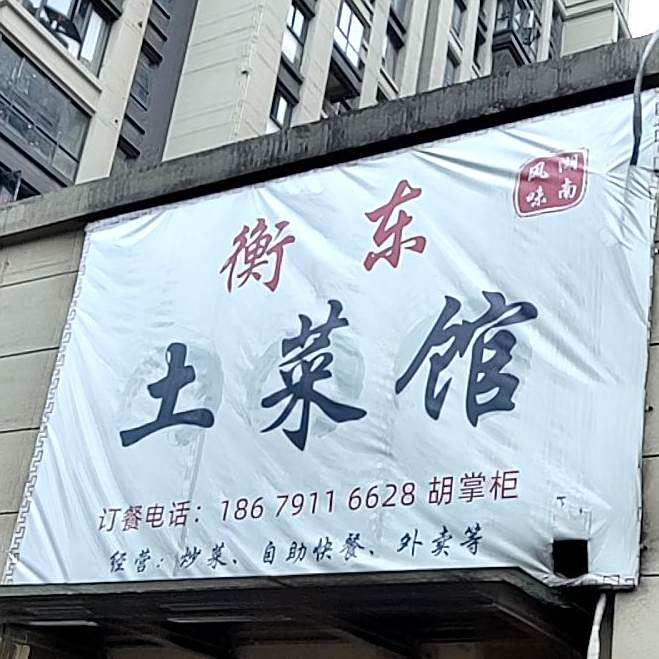 湖南
风味
衡东
土菜馆
订餐电话：186 7911 6628 胡掌柜
经营：炒菜、自助快餐、外卖等